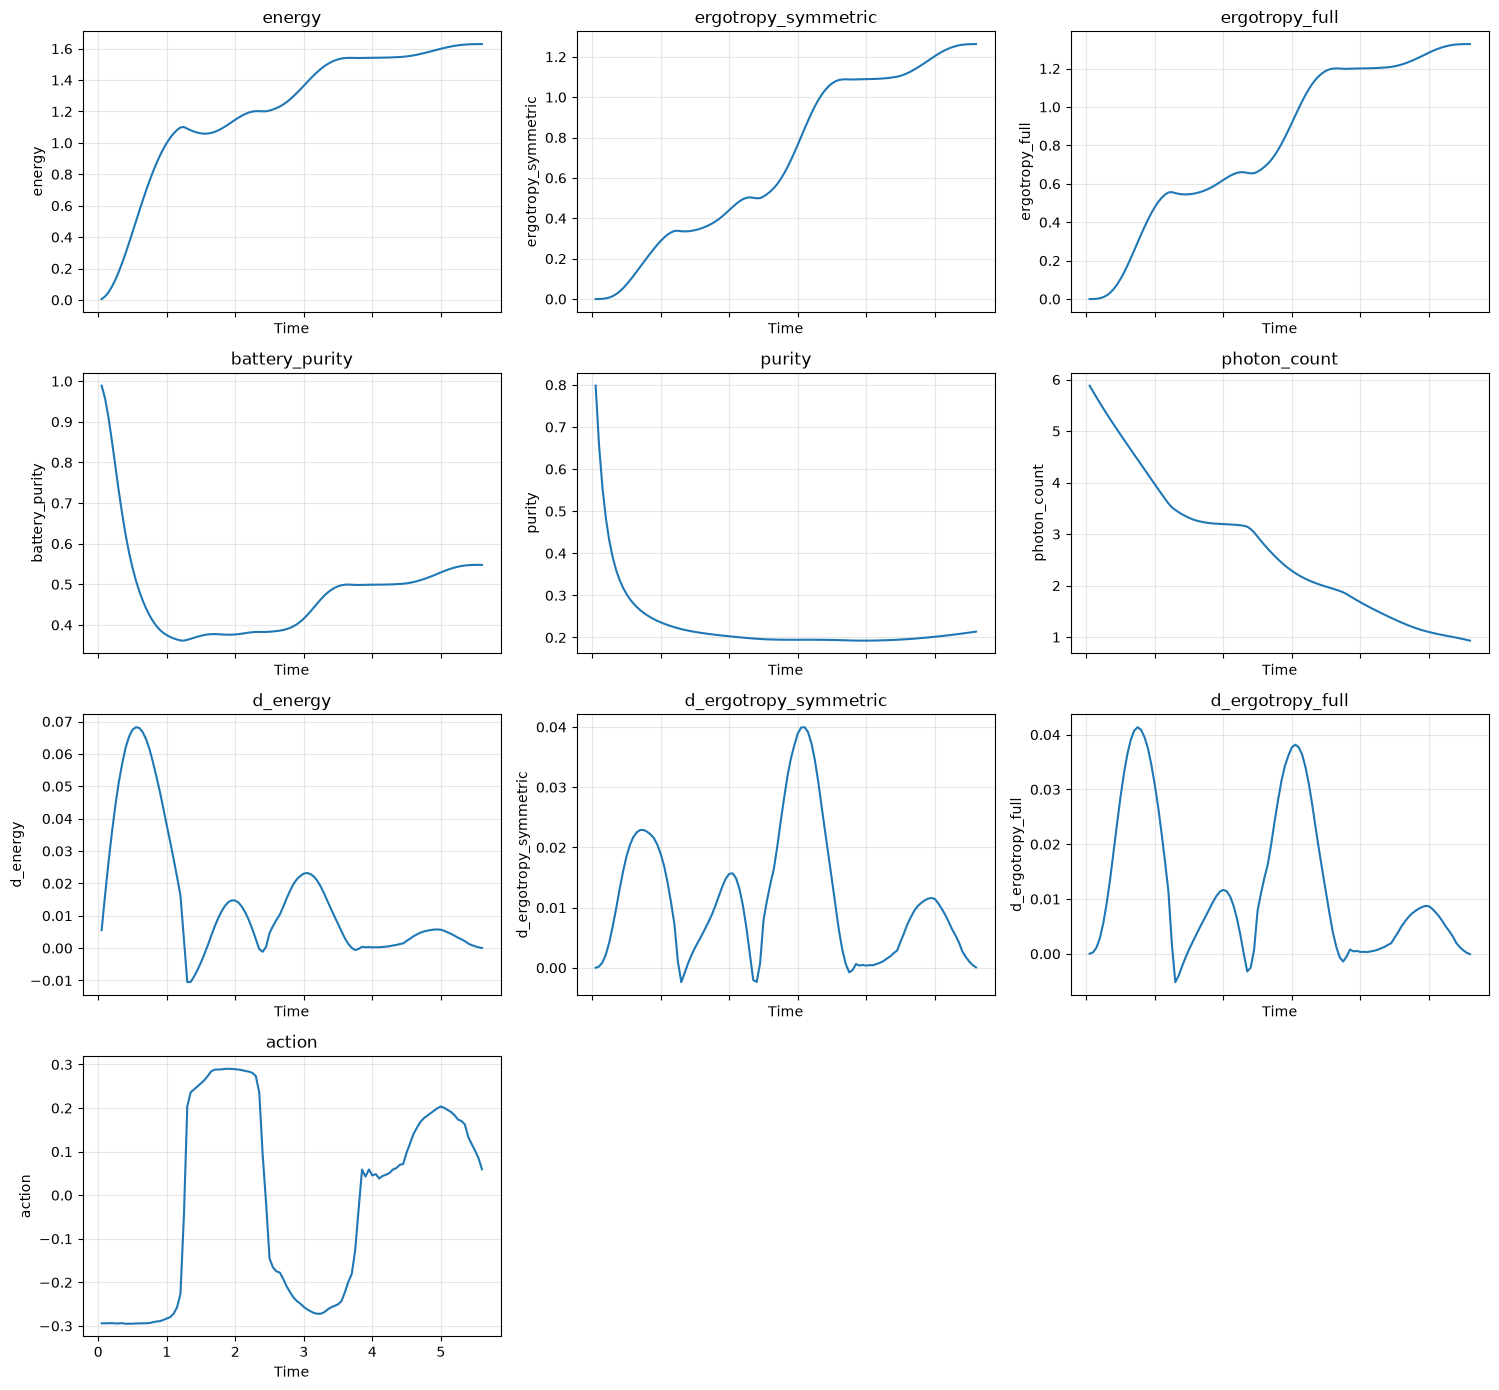 energy
energy
1.6
1.4
1.2
1.0
0.8
0.6
0.4
0.2
0.0
Time
ergotropy_symmetric
ergotropy_symmetric
1.2
1.0
0.8
0.6
0.4
0.2
0.0
Time
ergotropy_full
ergotropy_full
1.2
1.0
0.8
0.6
0.4
0.2
0.0
Time
battery_purity
battery_purity
1.0
0.9
0.8
0.7
0.6
0.5
0.4
Time
purity
purity
0.8
0.7
0.6
0.5
0.4
0.3
0.2
Time
photon_count
photon_count
6
5
4
3
2
1
Time
d_energy
d_energy
0.07
0.06
0.05
0.04
0.03
0.02
0.01
0.00
−0.01
Time
d_ergotropy_symmetric
d_ergotropy_symmetric
0.04
0.03
0.02
0.01
0.00
Time
d_ergotropy_full
d_ergotropy_full
0.04
0.03
0.02
0.01
0.00
Time
action
action
0.3
0.2
0.1
0.0
−0.1
−0.2
−0.3
0 1 2 3 4 5
Time